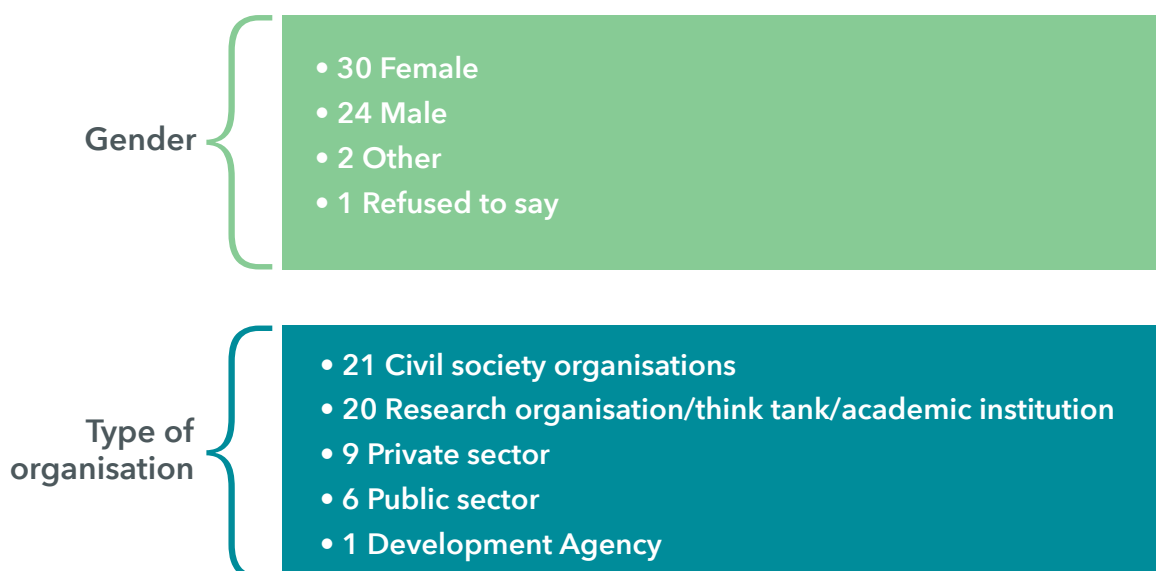 Gender
• 30 Female
• 24 Male
• 2 Other
• 1 Refused to say
Type of
organisation
• 21 Civil society organisations
• 20 Research organisation/think tank/academic institution
• 9 Private sector
• 6 Public sector
• 1 Development Agency